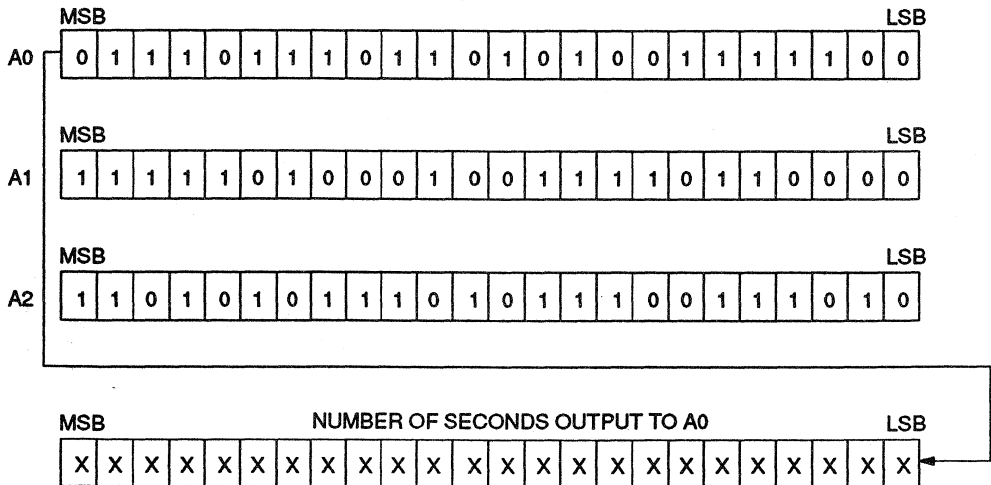 MSB LSB
A0 0 1 1 1 0 1 1 1 0 1 1 0 1 0 1 0 0 1 1 1 1 1 0 0
MSB LSB
A1 1 1 1 1 1 0 1 0 0 0 1 0 0 1 1 1 1 0 1 1 0 0 0 0
MSB LSB
A2 1 1 0 1 0 1 0 1 1 1 0 1 0 1 1 1 0 0 1 1 1 0 1 0
MSB NUMBER OF SECONDS OUTPUT TO A0 LSB
X X X X X X X X X X X X X X X X X X X X X X X X